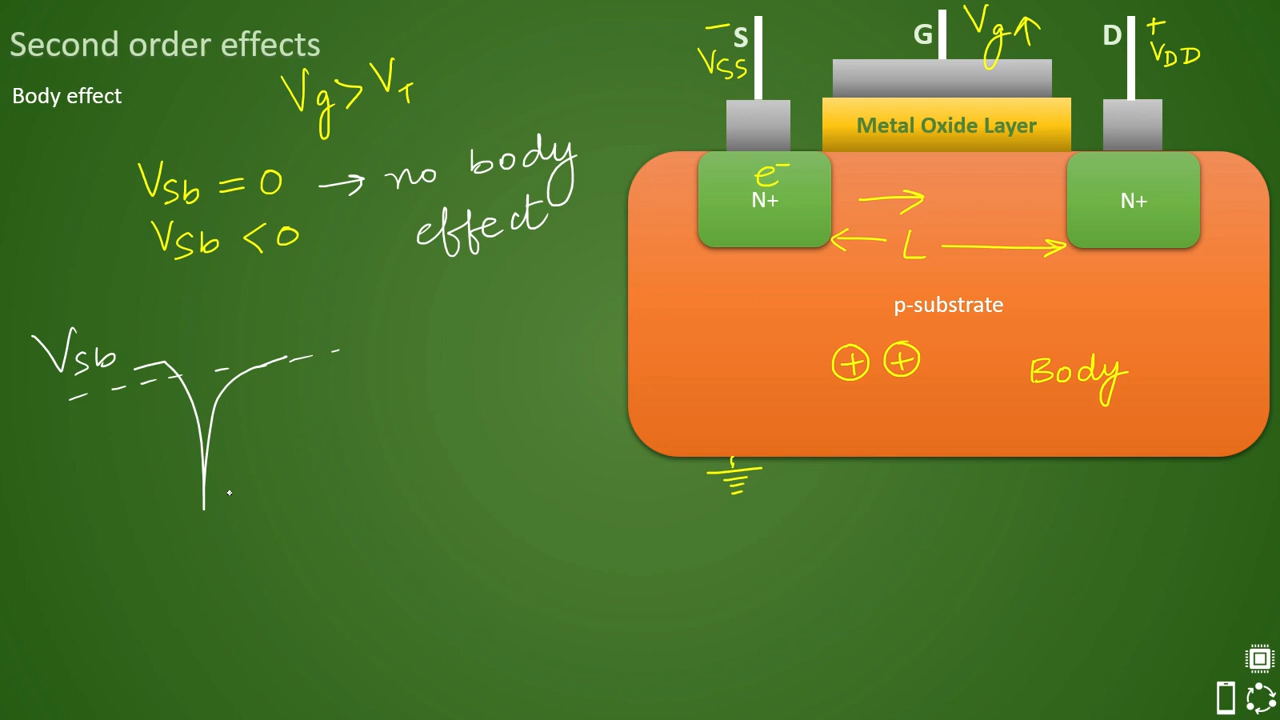 Second order effects
Body effect
Vg > VT
Vsb = 0 → no body effect
Vsb < 0
Vsb
- S
VSS
G
Vg↑
D +
VDD
Metal Oxide Layer
e-
N+
N+
← L →
p-substrate
+ +
Body